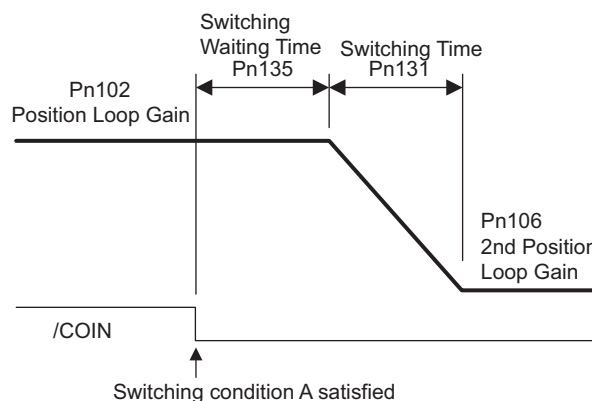 Switching
Waiting Time
Pn135
Switching Time
Pn131
Pn102
Position Loop Gain
Pn106
2nd Position
Loop Gain
/COIN
Switching condition A satisfied